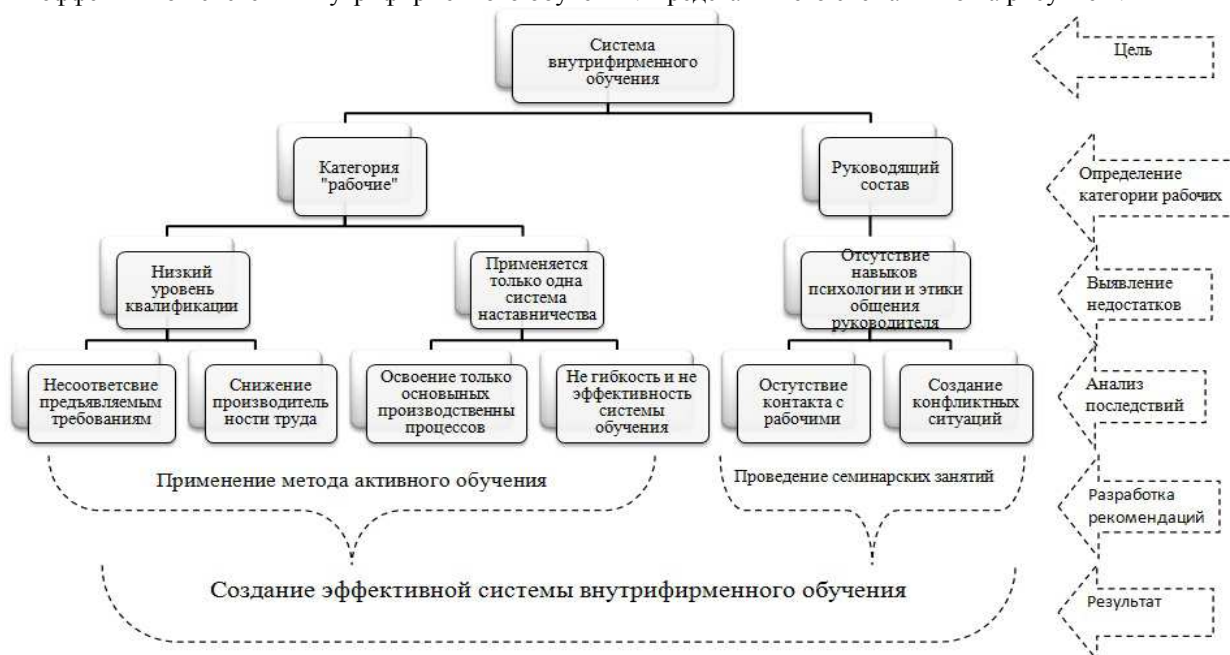 Система
внутрифирменного
обучения
Цель
Категория
"рабочие"
Руководящий
состав
Определение
категории рабочих
Низкий
уровень
квалификации
Применяется
только одна
система
наставничества
Отсутствие
навыков
психологии и этики
общения
руководителя
Выявление
недостатков
Несоответсвие
предъявляемым
требованиям
Снижение
производитель
ности труда
Освоение только
основыных
производственны
процессов
Не гибкость и не
эффективность
системы
обучения
Остутствие
контакта с
рабочими
Создание
конфликтных
ситуаций
Анализ
последствий
Применение метода активного обучения
Проведение семинарских занятий
Разработка
рекомендаций
Создание эффективной системы внутрифирменного обучения
Результат